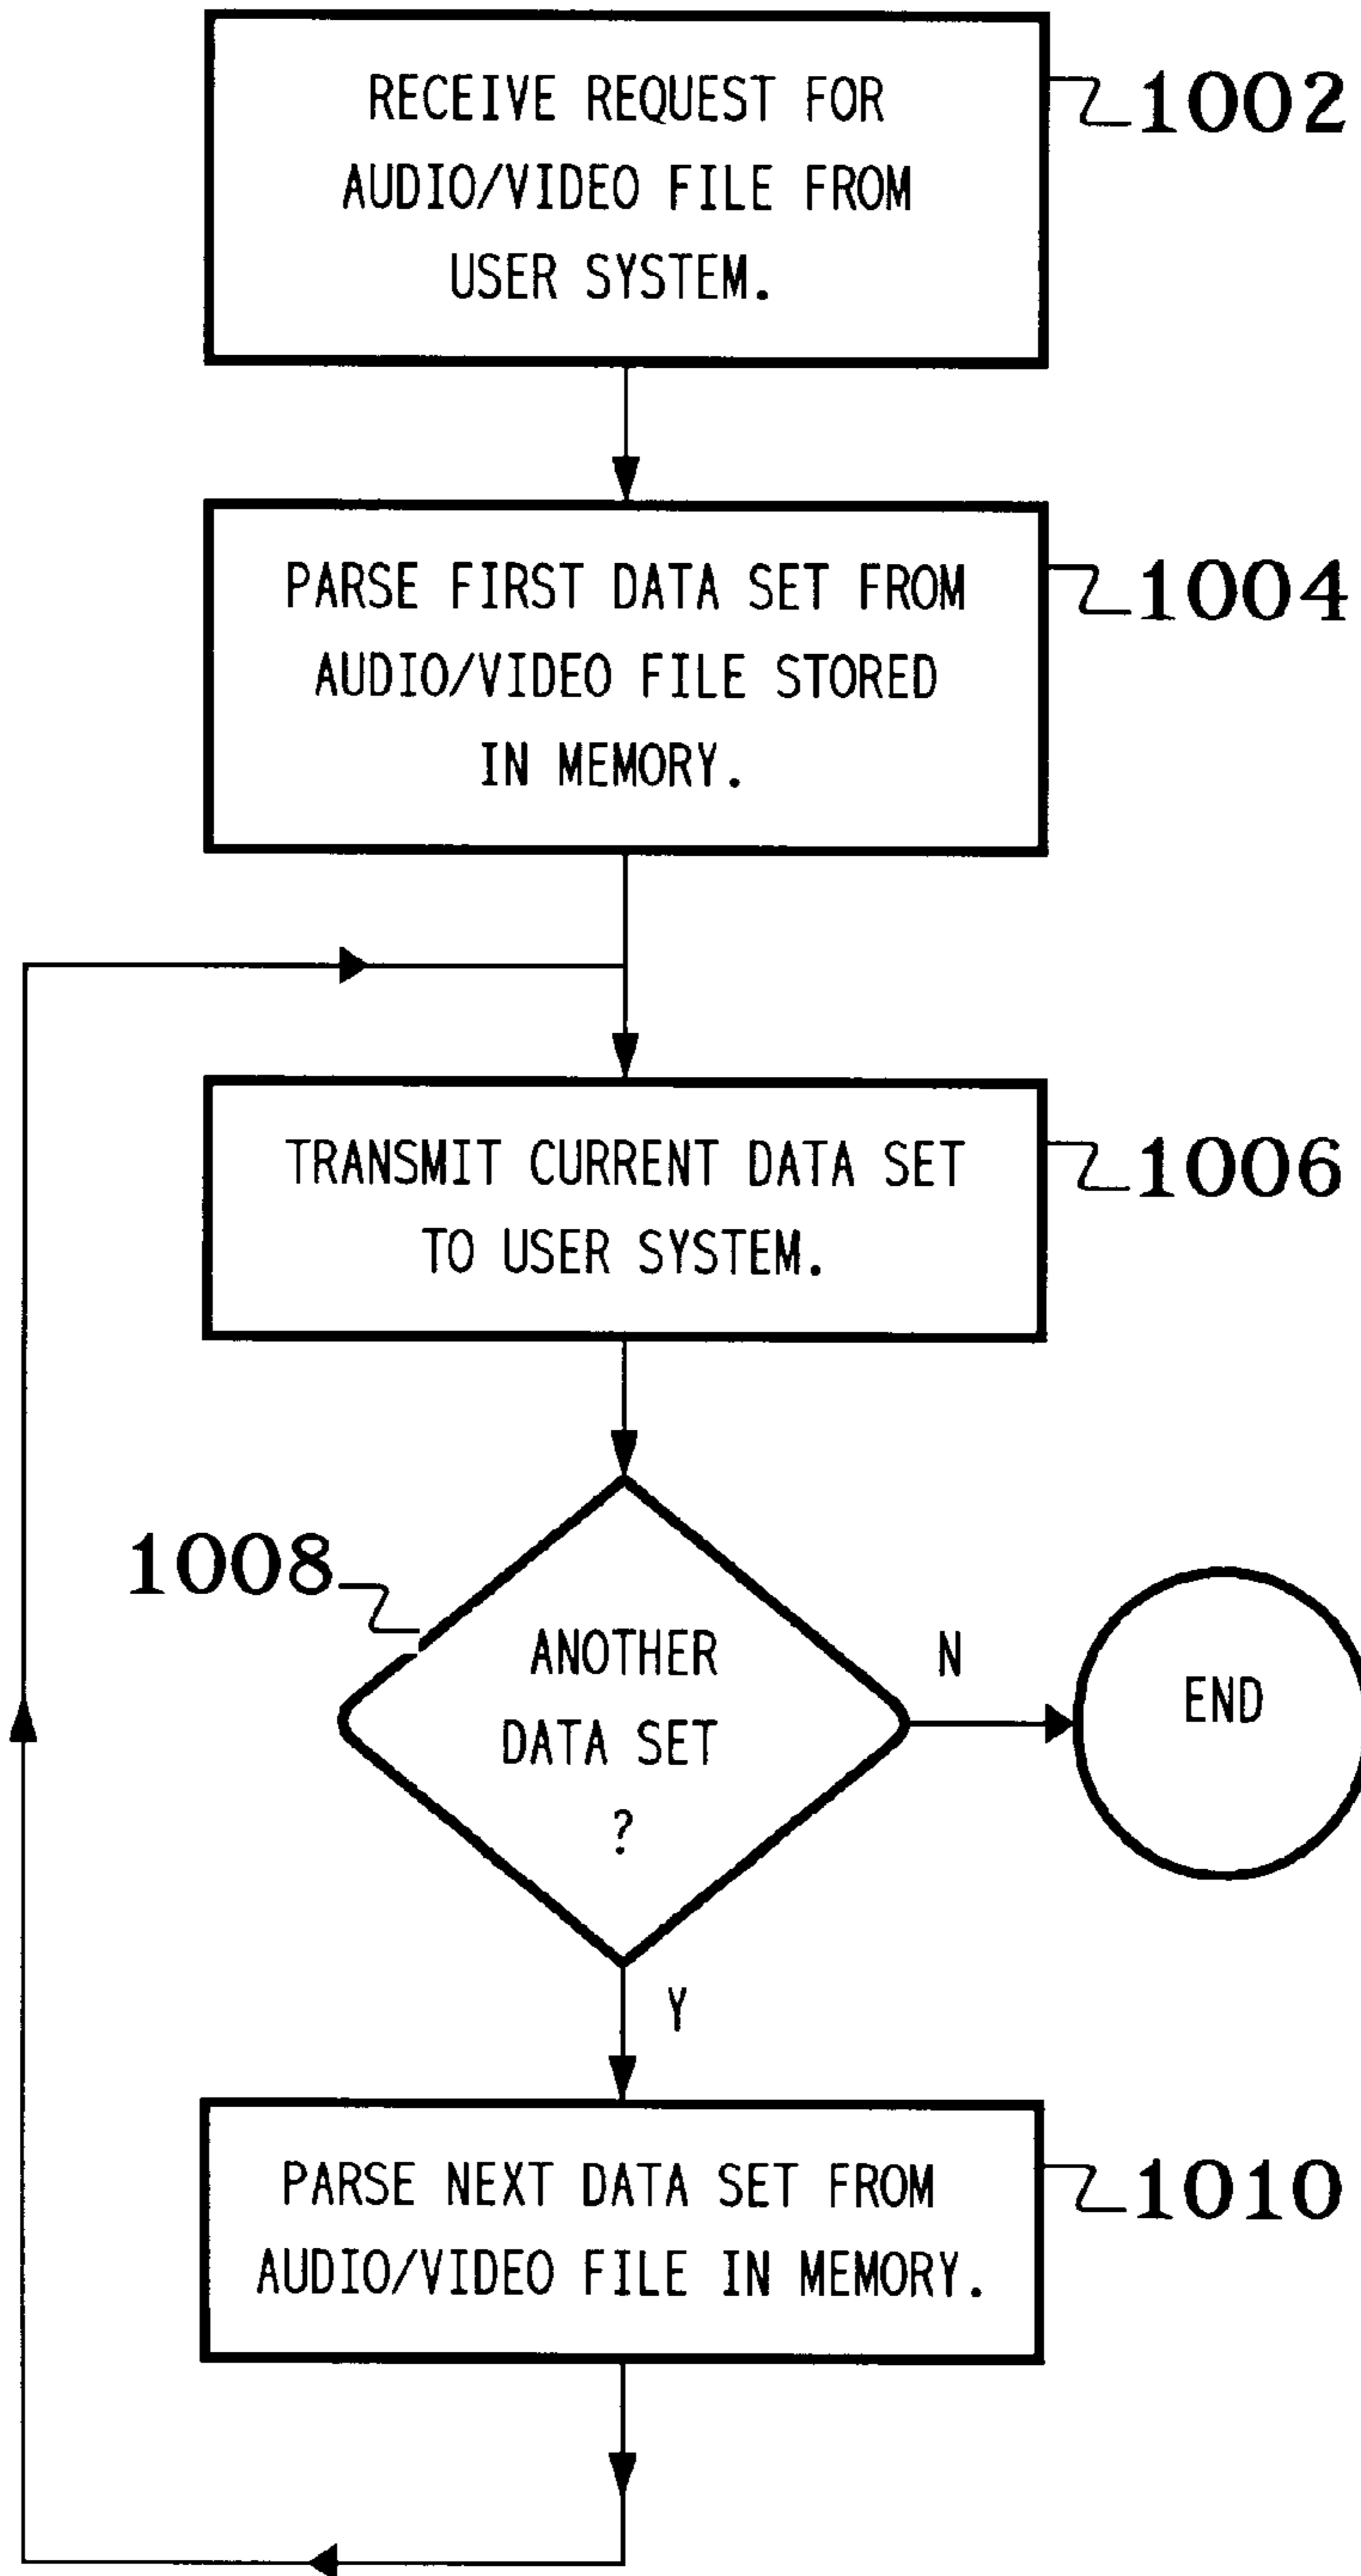 RECEIVE REQUEST FOR
AUDIO/VIDEO FILE FROM
USER SYSTEM.
1002
PARSE FIRST DATA SET FROM
AUDIO/VIDEO FILE STORED
IN MEMORY.
1004
TRANSMIT CURRENT DATA SET
TO USER SYSTEM.
1006
1008
ANOTHER
DATA SET
?
N
END
Y
PARSE NEXT DATA SET FROM
AUDIO/VIDEO FILE IN MEMORY.
1010